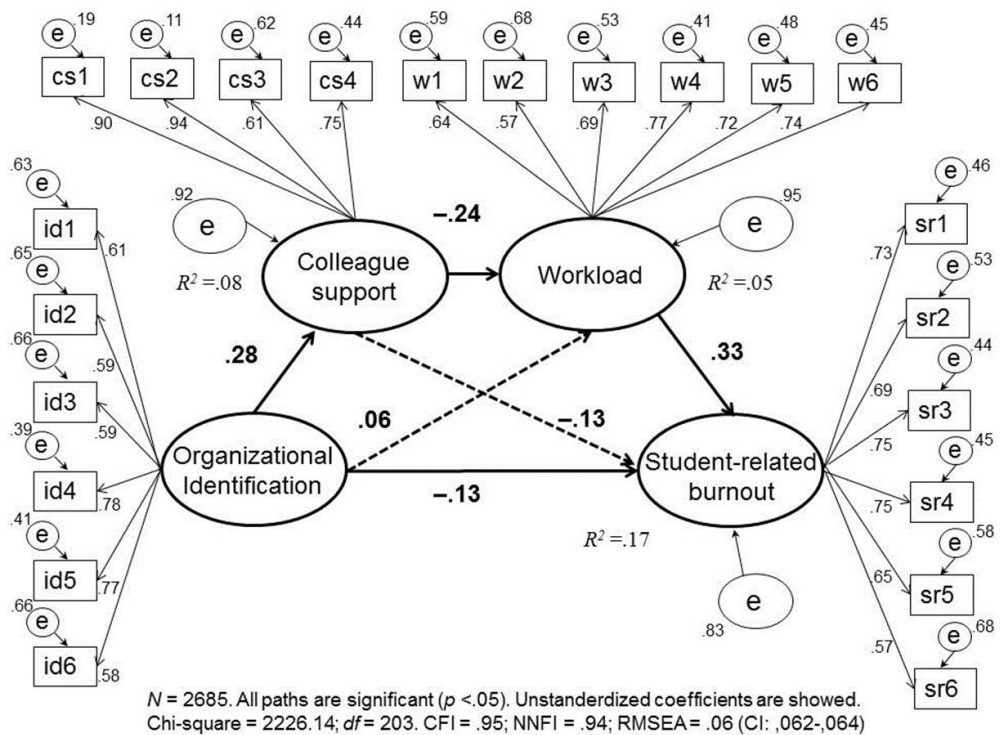 .19 .11 .62 .44 .59 .68 .53 .41 .48 .45
e e e e e e e e e e
cs1 cs2 cs3 cs4 w1 w2 w3 w4 w5 w6
.90 .94 .61 .75 .64 .57 .69 .77 .72 .74
.63
e
id1
.61
.65
e
id2
.59
.66
e
id3
.59
.39
e
id4
.78
.41
e
id5
.77
.66
e
id6
.58
.92
e
R² =.08
Colleague
support
–.24
Workload
.95
e
R² =.05
.28
.06
–.13
.33
Organizational
Identification
–.13
Student-related
burnout
R² =.17
e
.83
.46
e
sr1
.73
.53
e
sr2
.69
.44
e
sr3
.75
.45
e
sr4
.75
.58
e
sr5
.65
.68
e
sr6
.57
N = 2685. All paths are significant (p <.05). Unstanderdized coefficients are showed.
Chi-square = 2226.14; df = 203. CFI = .95; NNFI = .94; RMSEA = .06 (CI: ,062-,064)